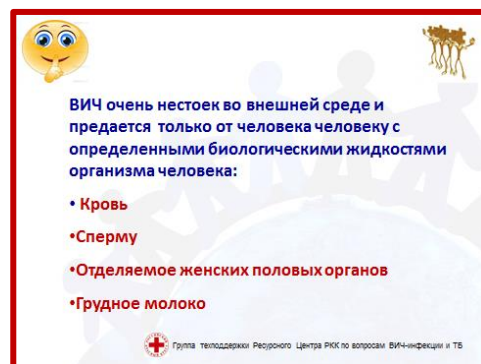 ВИЧ очень нестоек во внешней среде и
предается только от человека человеку с
определенными биологическими жидкостями
организма человека:
• Кровь
•Сперму
•Отделяемое женских половых органов
•Грудное молоко
Группа техподдержки Ресурсного Центра РКК по вопросам ВИЧ-инфекции и ТБ